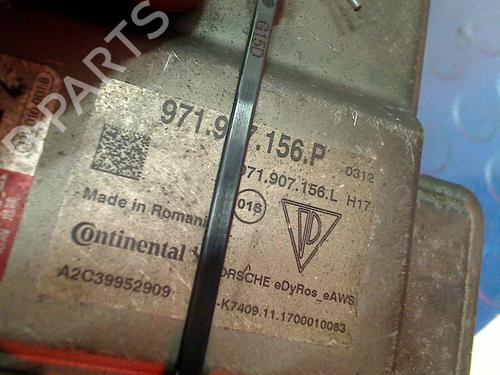 G150
971.907.156.P 0312
971.907.156.L H17
Made in Romania 01S
Continental
PORSCHE eDyRos_eAWS
A2C39952909
-K7409.11.1700010063
B-PARTS